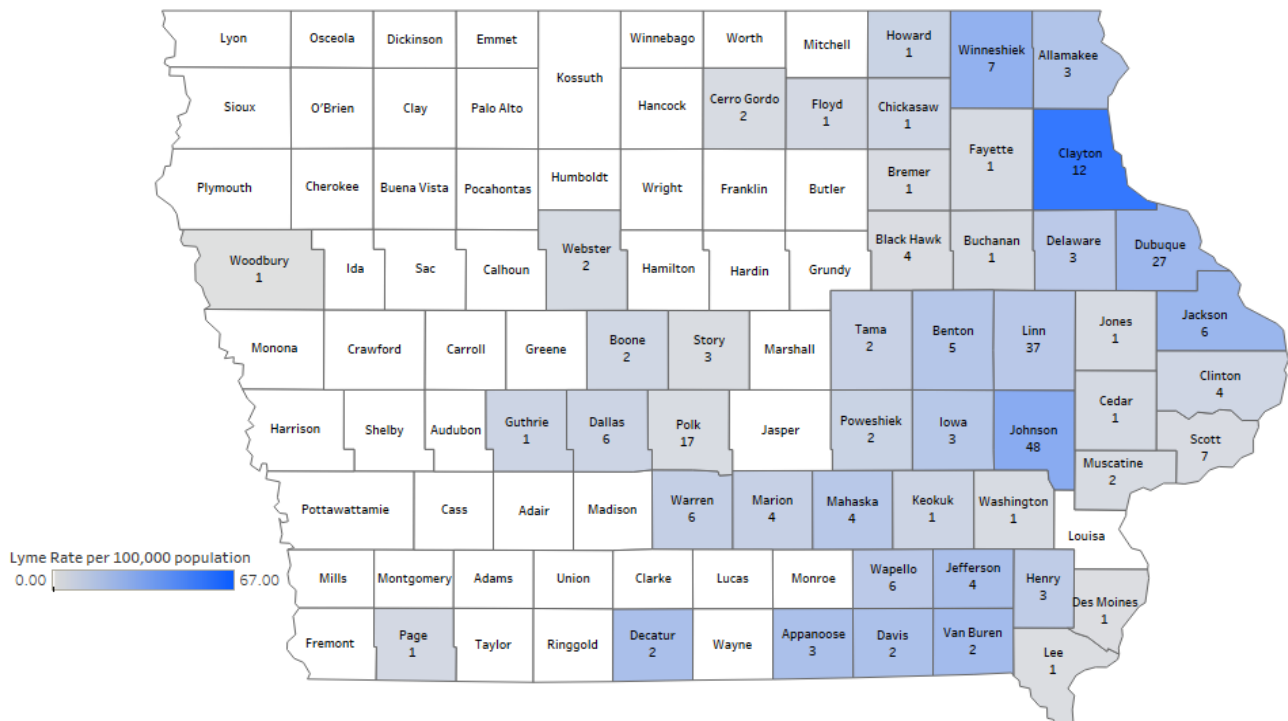 Lyon
Osceola
Dickinson
Emmet
Kossuth
Winnebago
Worth
Mitchell
Howard
1
Winneshiek
7
Allamakee
3
Sioux
O'Brien
Clay
Palo Alto
Hancock
Cerro Gordo
2
Floyd
1
Chickasaw
1
Fayette
1
Clayton
12
Plymouth
Cherokee
Buena Vista
Pocahontas
Humboldt
Wright
Franklin
Butler
Bremer
1
Woodbury
1
Ida
Sac
Calhoun
Webster
2
Hamilton
Hardin
Grundy
Black Hawk
4
Buchanan
1
Delaware
3
Dubuque
27
Monona
Crawford
Carroll
Greene
Boone
2
Story
3
Marshall
Tama
2
Benton
5
Linn
37
Jones
1
Jackson
6
Clinton
4
Harrison
Shelby
Audubon
Guthrie
1
Dallas
6
Polk
17
Jasper
Poweshiek
2
Iowa
3
Johnson
48
Cedar
1
Scott
7
Muscatine
2
Pottawattamie
Cass
Adair
Madison
Warren
6
Marion
4
Mahaska
4
Keokuk
1
Washington
1
Louisa
Lyme Rate per 100,000 population
0.00
67.00
Mills
Montgomery
Adams
Union
Clarke
Lucas
Monroe
Wapello
6
Jefferson
4
Henry
3
Des Moines
1
Fremont
Page
1
Taylor
Ringgold
Decatur
2
Wayne
Appanoose
3
Davis
2
Van Buren
2
Lee
1